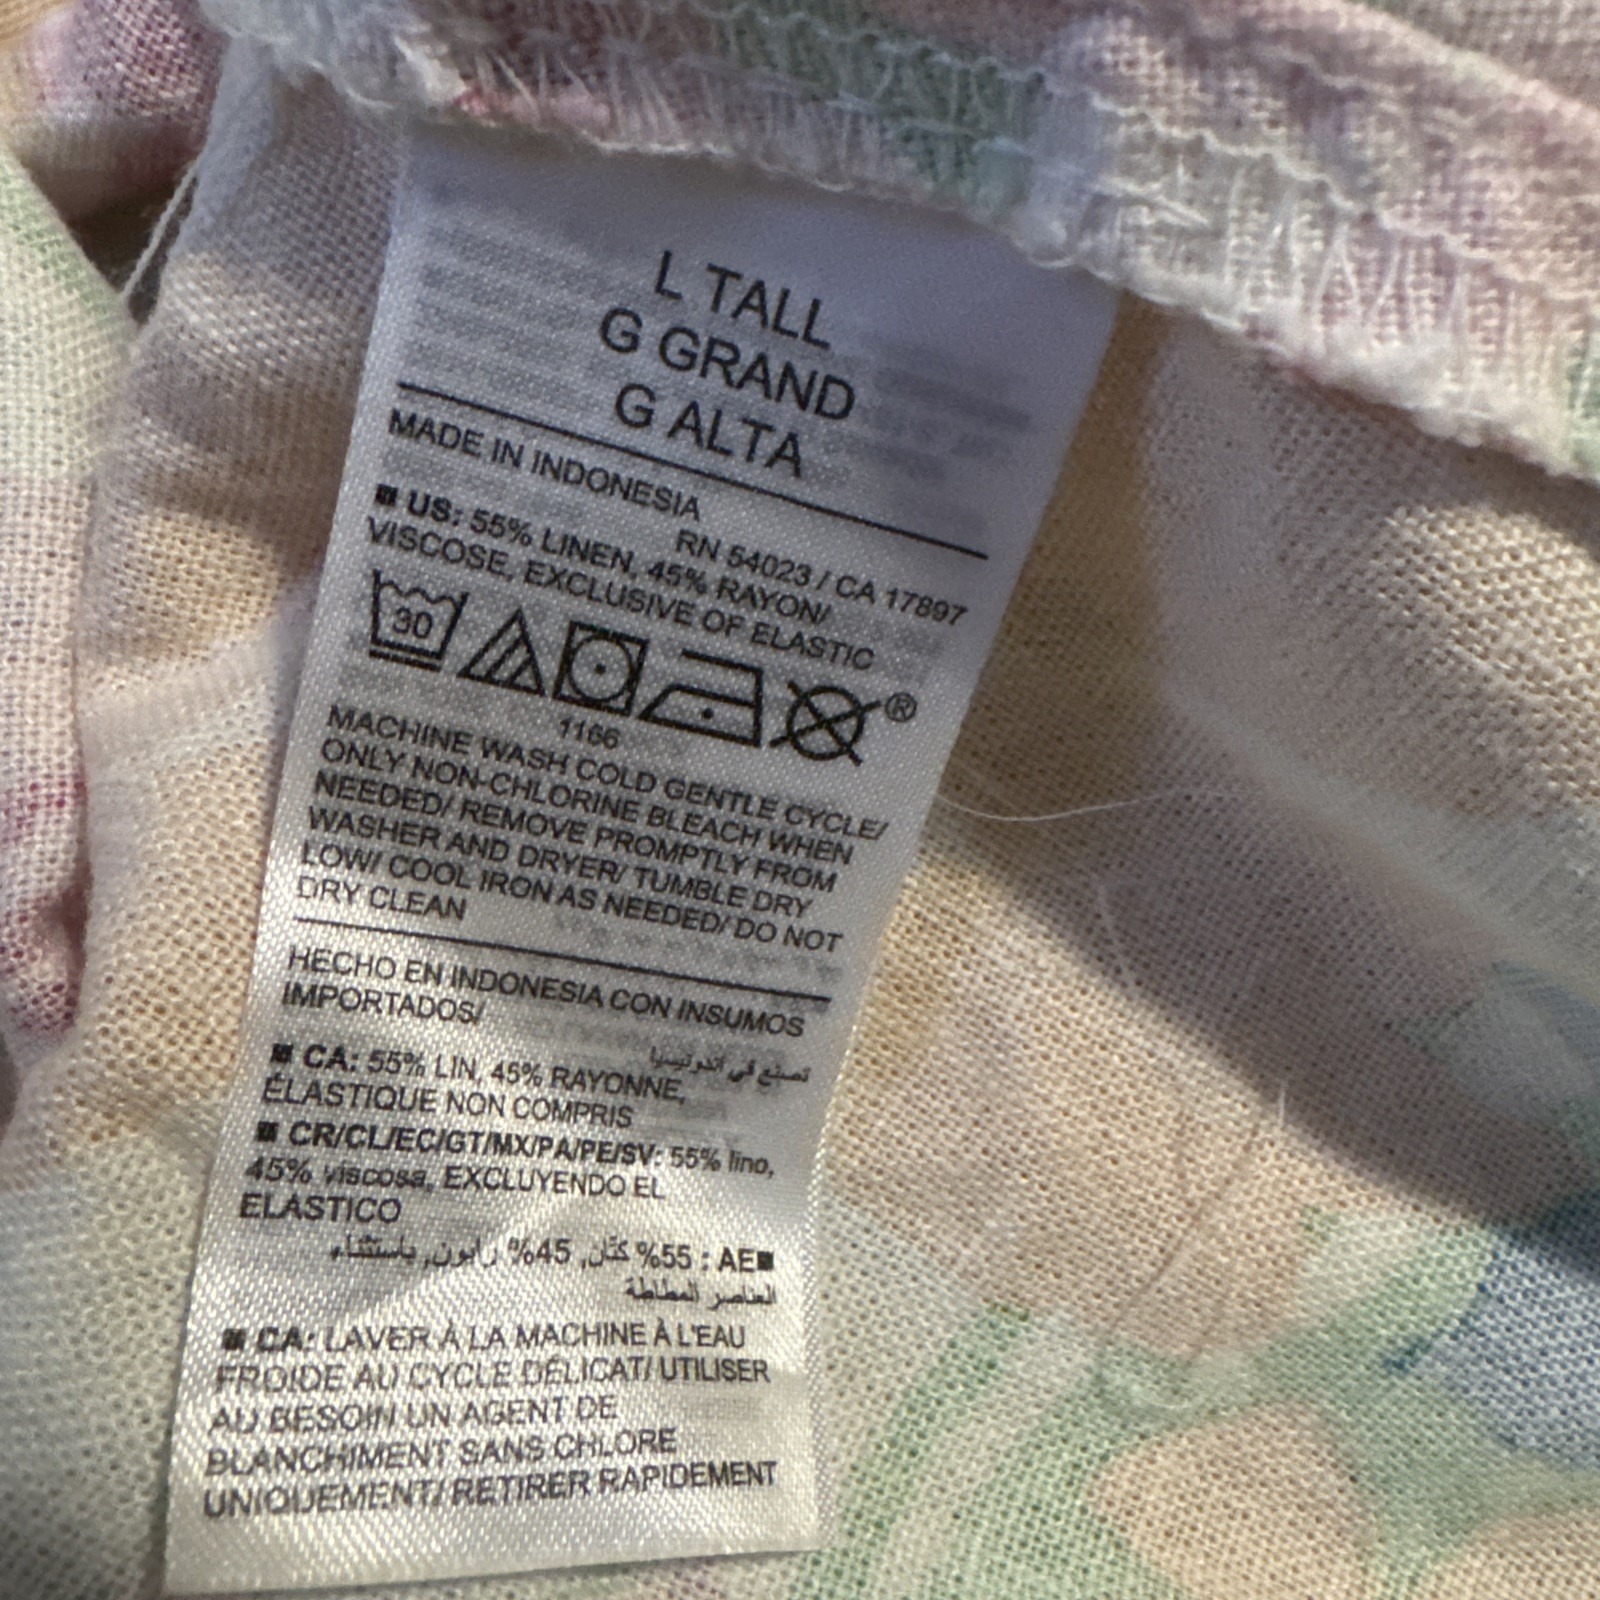 L TALL
G GRAND
G ALTA
MADE IN INDONESIA
RN 54023 / CA 17897
US: 55% LINEN, 45% RAYON/
VISCOSE, EXCLUSIVE OF ELASTIC
30
®
1166
MACHINE WASH COLD GENTLE CYCLE/
ONLY NON-CHLORINE BLEACH WHEN
NEEDED/ REMOVE PROMPTLY FROM
WASHER AND DRYER/ TUMBLE DRY
LOW/ COOL IRON AS NEEDED/ DO NOT
DRY CLEAN
HECHO EN INDONESIA CON INSUMOS
IMPORTADOS/
تصنع في اندونيسيا
CA: 55% LIN, 45% RAYONNE,
ÉLASTIQUE NON COMPRIS
CR/CL/EC/GT/MX/PA/PE/SV: 55% lino,
45% viscosa, EXCLUYENDO EL
ELASTICO
AE : 55% كتّان, 45% رايون, باستثناء
العناصر المطاطة
CA: LAVER À LA MACHINE À L'EAU
FROIDE AU CYCLE DÉLICAT/ UTILISER
AU BESOIN UN AGENT DE
BLANCHIMENT SANS CHLORE
UNIQUEMENT/ RETIRER RAPIDEMENT